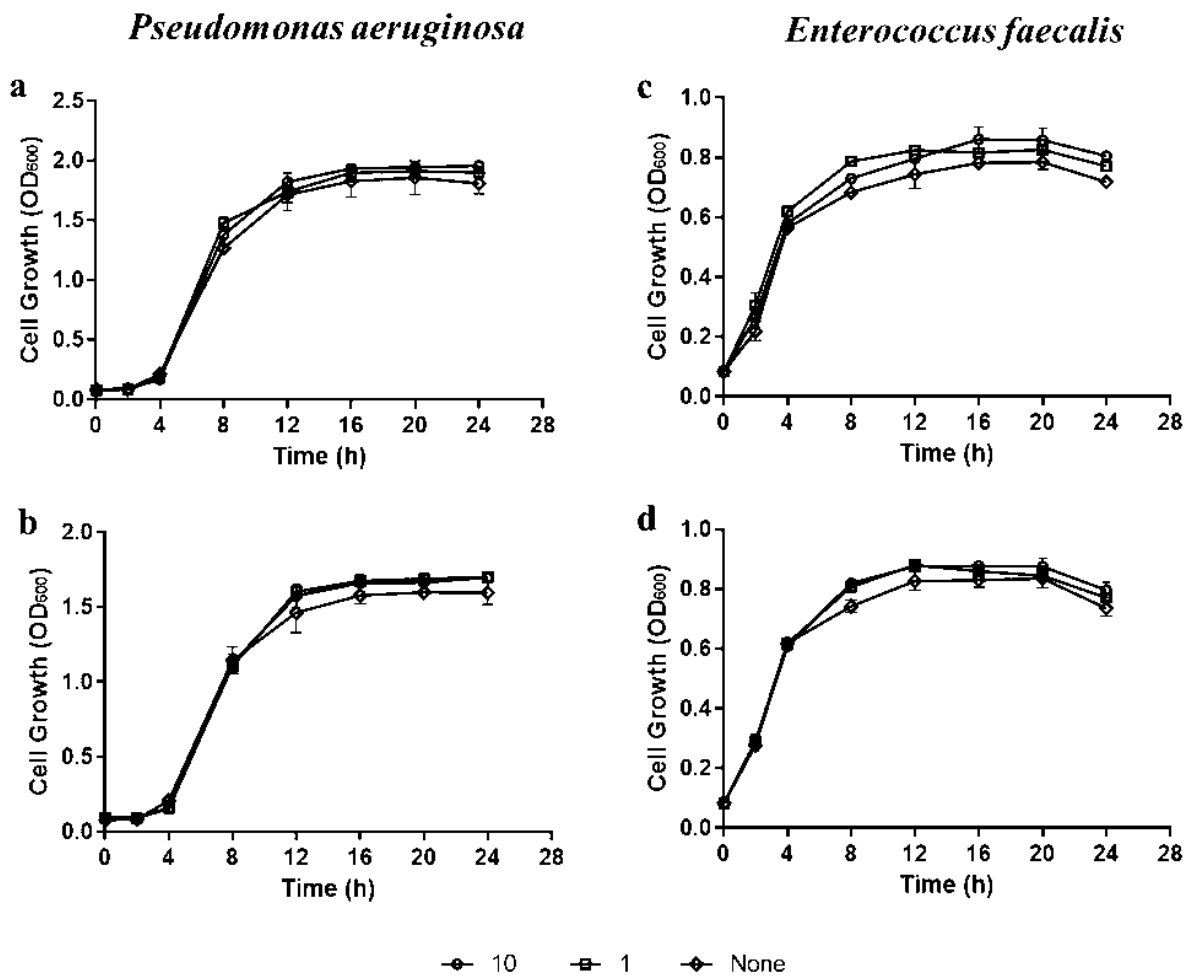 Pseudomonas aeruginosa
Enterococcus faecalis
a
Cell Growth (OD600)
2.5
2.0
1.5
1.0
0.5
0.0
0 4 8 12 16 20 24 28
Time (h)
c
Cell Growth (OD600)
1.0
0.8
0.6
0.4
0.2
0.0
0 4 8 12 16 20 24 28
Time (h)
b
Cell Growth (OD600)
2.0
1.5
1.0
0.5
0.0
0 4 8 12 16 20 24 28
Time (h)
d
Cell Growth (OD600)
1.0
0.8
0.6
0.4
0.2
0.0
0 4 8 12 16 20 24 28
Time (h)
10 1 None